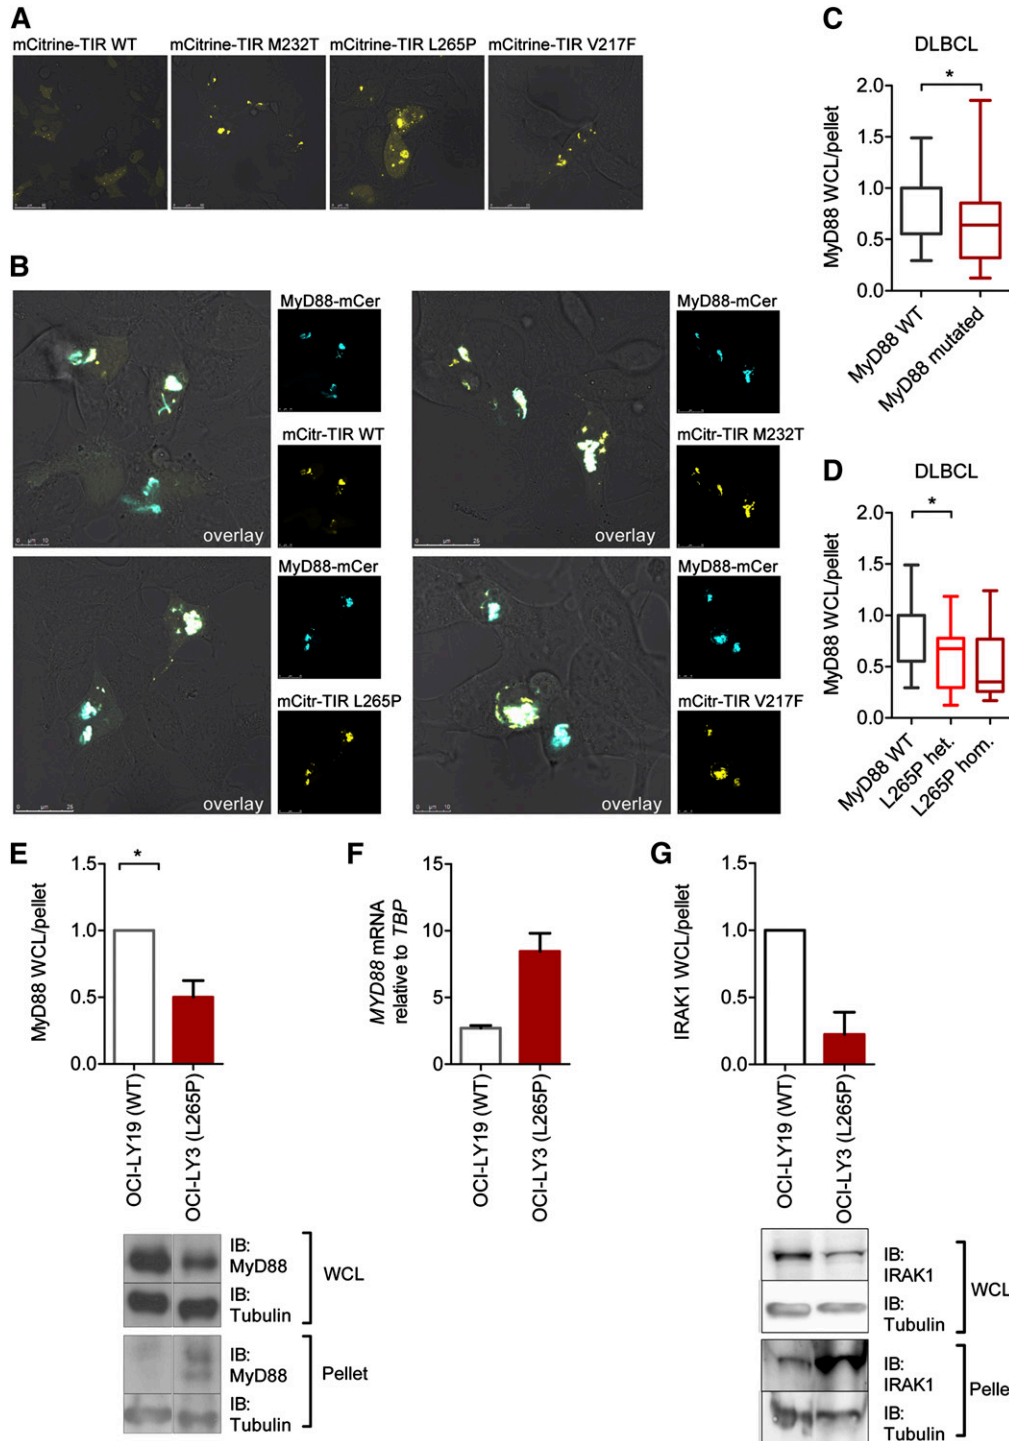 A
mCitrine-TIR WT
mCitrine-TIR M232T
mCitrine-TIR L265P
mCitrine-TIR V217F
B
MyD88-mCer
mCitr-TIR WT
overlay
MyD88-mCer
mCitr-TIR M232T
overlay
MyD88-mCer
mCitr-TIR L265P
overlay
MyD88-mCer
mCitr-TIR V217F
overlay
C
DLBCL
MyD88 WCL/pellet
2.0
1.5
1.0
0.5
0.0
*
MyD88 WT
MyD88 mutated
D
DLBCL
MyD88 WCL/pellet
2.0
1.5
1.0
0.5
0.0
*
MyD88 WT
L265P het.
L265P hom.
E
MyD88 WCL/pellet
1.5
1.0
0.5
0.0
*
OCI-LY19 (WT)
OCI-LY3 (L265P)
IB:
MyD88
IB:
Tubulin
WCL
IB:
MyD88
IB:
Tubulin
Pellet
F
MYD88 mRNA
relative to TBP
15
10
5
0
OCI-LY19 (WT)
OCI-LY3 (L265P)
G
IRAK1 WCL/pellet
1.5
1.0
0.5
0.0
OCI-LY19 (WT)
OCI-LY3 (L265P)
IB:
IRAK1
IB:
Tubulin
WCL
IB:
IRAK1
IB:
Tubulin
Pelle